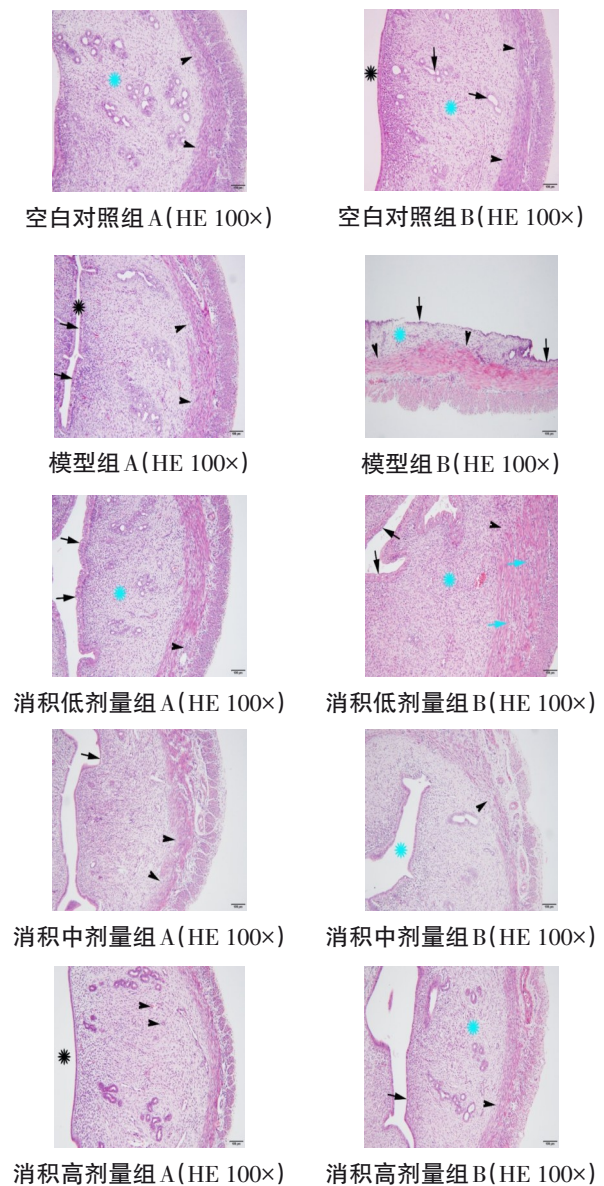 空白对照组A(HE 100×)
空白对照组B(HE 100×)
模型组A(HE 100×)
模型组B(HE 100×)
消积低剂量组A(HE 100×)
消积低剂量组B(HE 100×)
消积中剂量组A(HE 100×)
消积中剂量组B(HE 100×)
消积高剂量组A(HE 100×)
消积高剂量组B(HE 100×)